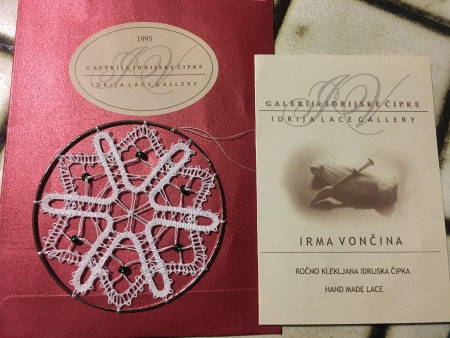 1995
GALERIJA IDRIJSKE ČIPKE
IV
IDRIJA LACE GALLERY
GALERIJA IDRIJSKE ČIPKE
IV
IDRIJA LACE GALLERY
IRMA VONČINA
ROČNO KLEKLJANA IDRIJSKA ČIPKA
HAND MADE LACE